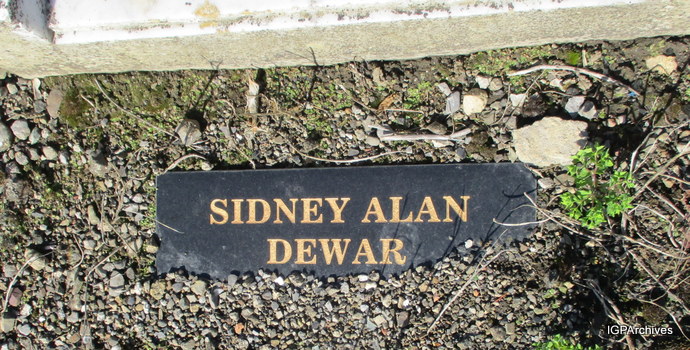 SIDNEY ALAN
DEWAR
IGPArchives